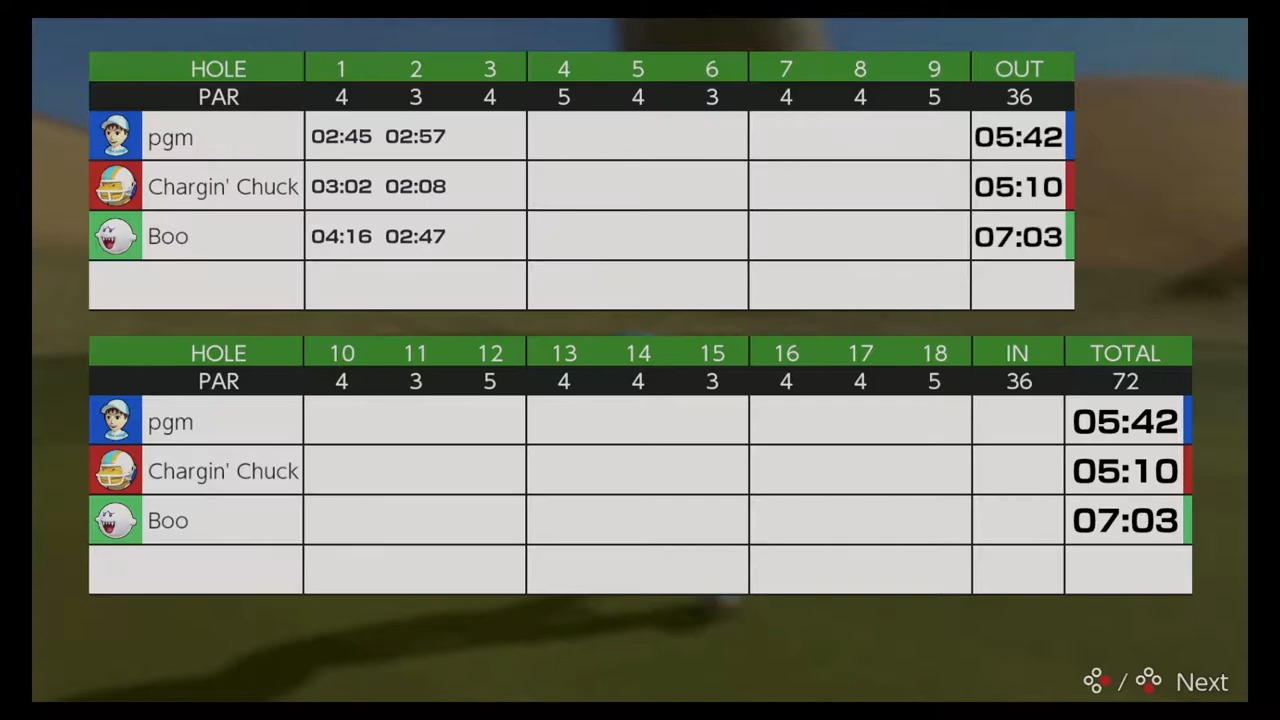 HOLE 1 2 3 4 5 6 7 8 9 OUT
PAR 4 3 4 5 4 3 4 4 5 36
pgm 02:45 02:57 05:42
Chargin' Chuck 03:02 02:08 05:10
Boo 04:16 02:47 07:03
HOLE 10 11 12 13 14 15 16 17 18 IN TOTAL
PAR 4 3 5 4 4 3 4 4 5 36 72
pgm 05:42
Chargin' Chuck 05:10
Boo 07:03
/ Next